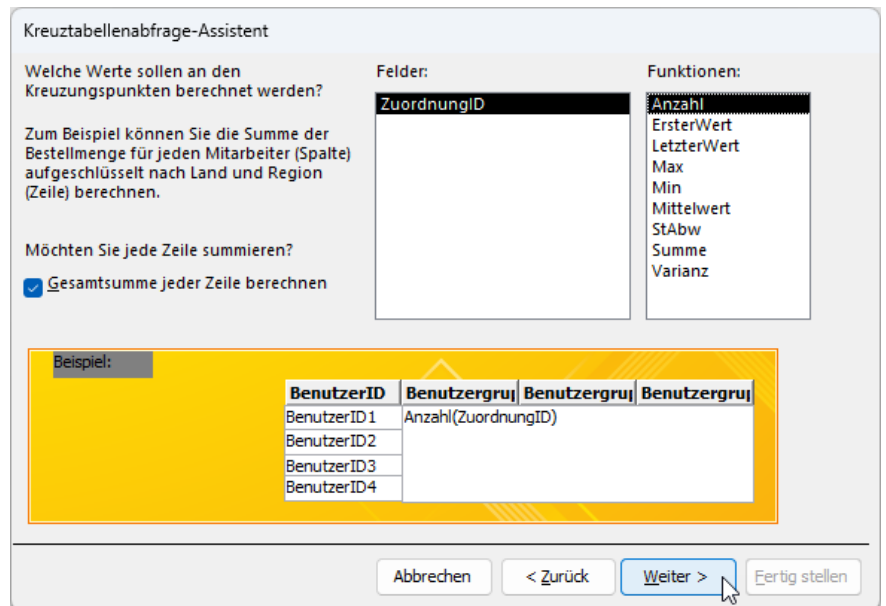 Kreuztabellenabfrage-Assistent
Welche Werte sollen an den
Kreuzungspunkten berechnet werden?
Zum Beispiel können Sie die Summe der
Bestellmenge für jeden Mitarbeiter (Spalte)
aufgeschlüsselt nach Land und Region
(Zeile) berechnen.
Möchten Sie jede Zeile summieren?
Gesamtsumme jeder Zeile berechnen
Felder:
ZuordnungID
Funktionen:
Anzahl
ErsterWert
LetzterWert
Max
Min
Mittelwert
StAbw
Summe
Varianz
Beispiel:
BenutzerID Benutzergrup Benutzergrup Benutzergrup
BenutzerID1 Anzahl(ZuordnungID)
BenutzerID2
BenutzerID3
BenutzerID4
Abbrechen < Zurück Weiter > Fertig stellen